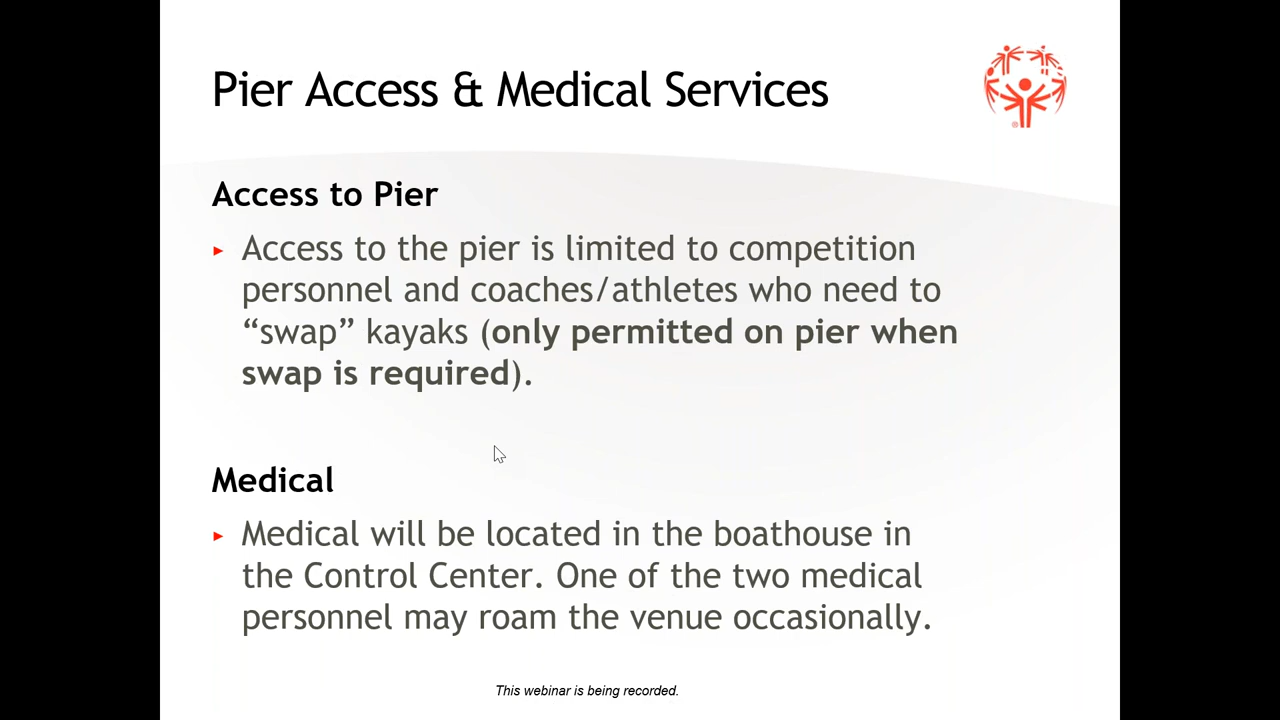 Pier Access & Medical Services
Access to Pier
▸ Access to the pier is limited to competition
personnel and coaches/athletes who need to
“swap” kayaks (only permitted on pier when
swap is required).
Medical
▸ Medical will be located in the boathouse in
the Control Center. One of the two medical
personnel may roam the venue occasionally.
This webinar is being recorded.